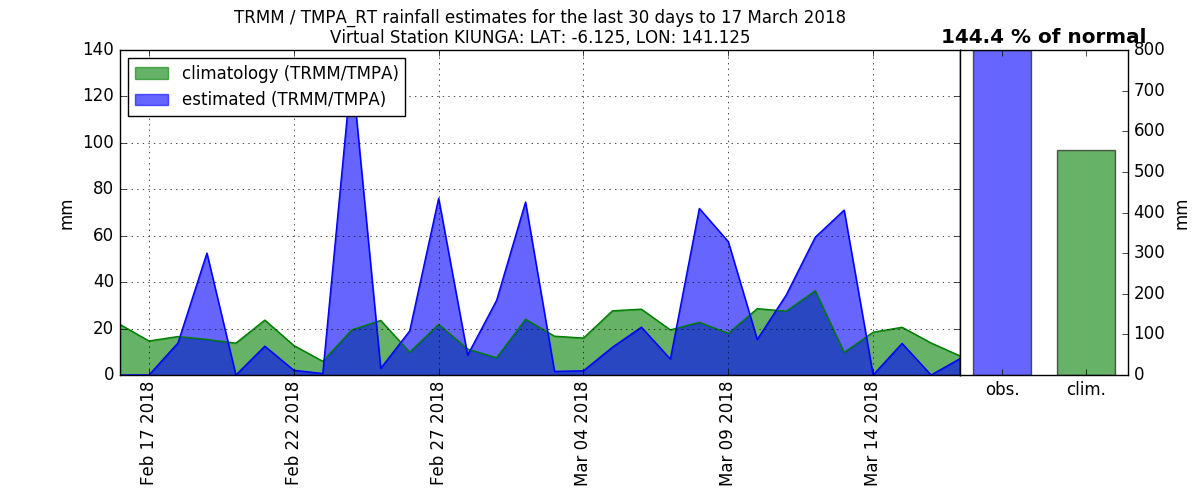 TRMM / TMPA_RT rainfall estimates for the last 30 days to 17 March 2018
Virtual Station KIUNGA: LAT: -6.125, LON: 141.125
144.4 % of normal
climatology (TRMM/TMPA)
estimated (TRMM/TMPA)
140
120
100
80
60
40
20
0
mm
Feb 17 2018
Feb 22 2018
Feb 27 2018
Mar 04 2018
Mar 09 2018
Mar 14 2018
800
700
600
500
400
300
200
100
0
mm
obs.
clim.